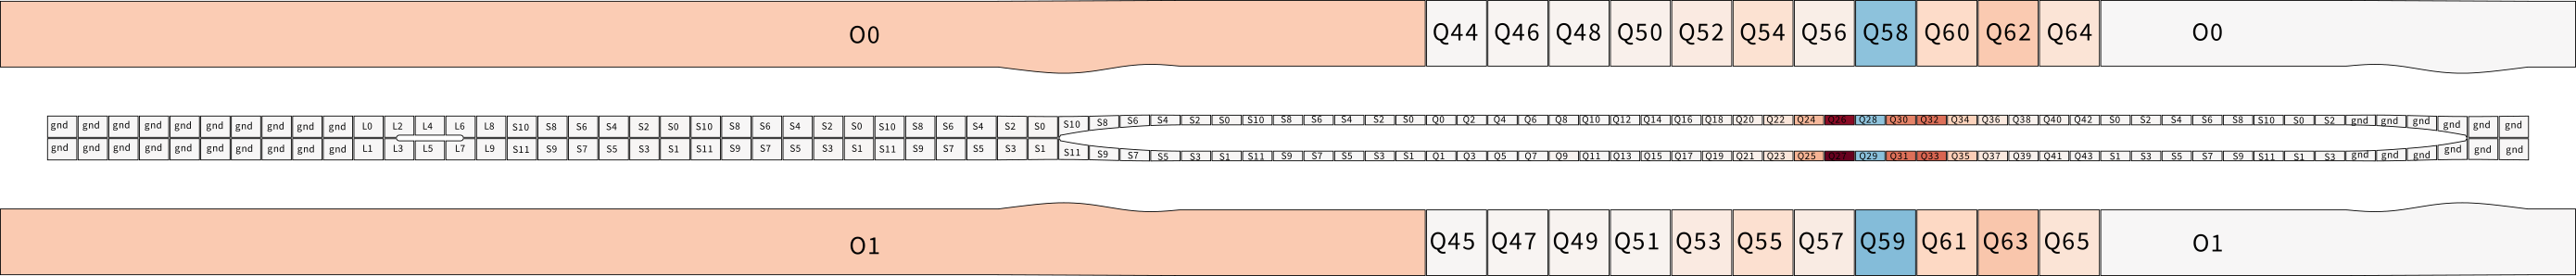 O0 Q44 Q46 Q48 Q50 Q52 Q54 Q56 Q58 Q60 Q62 Q64 O0
gnd gnd gnd gnd gnd gnd gnd gnd gnd gnd L0 L2 L4 L6 L8 S10 S8 S6 S4 S2 S0 S10 S8 S6 S4 S2 S0 S10 S8 S6 S4 S2 S0 S10 S8 S6 S4 S2 S0 S10 S8 S6 S4 S2 S0 Q0 Q2 Q4 Q6 Q8 Q10 Q12 Q14 Q16 Q18 Q20 Q22 Q24 Q26 Q28 Q30 Q32 Q34 Q36 Q38 Q40 Q42 S0 S2 S4 S6 S8 S10 S0 S2 gnd gnd gnd gnd gnd gnd
gnd gnd gnd gnd gnd gnd gnd gnd gnd gnd L1 L3 L5 L7 L9 S11 S9 S7 S5 S3 S1 S11 S9 S7 S5 S3 S1 S11 S9 S7 S5 S3 S1 S11 S9 S7 S5 S3 S1 S11 S9 S7 S5 S3 S1 Q1 Q3 Q5 Q7 Q9 Q11 Q13 Q15 Q17 Q19 Q21 Q23 Q25 Q27 Q29 Q31 Q33 Q35 Q37 Q39 Q41 Q43 S1 S3 S5 S7 S9 S11 S1 S3 gnd gnd gnd gnd gnd gnd
O1 Q45 Q47 Q49 Q51 Q53 Q55 Q57 Q59 Q61 Q63 Q65 O1